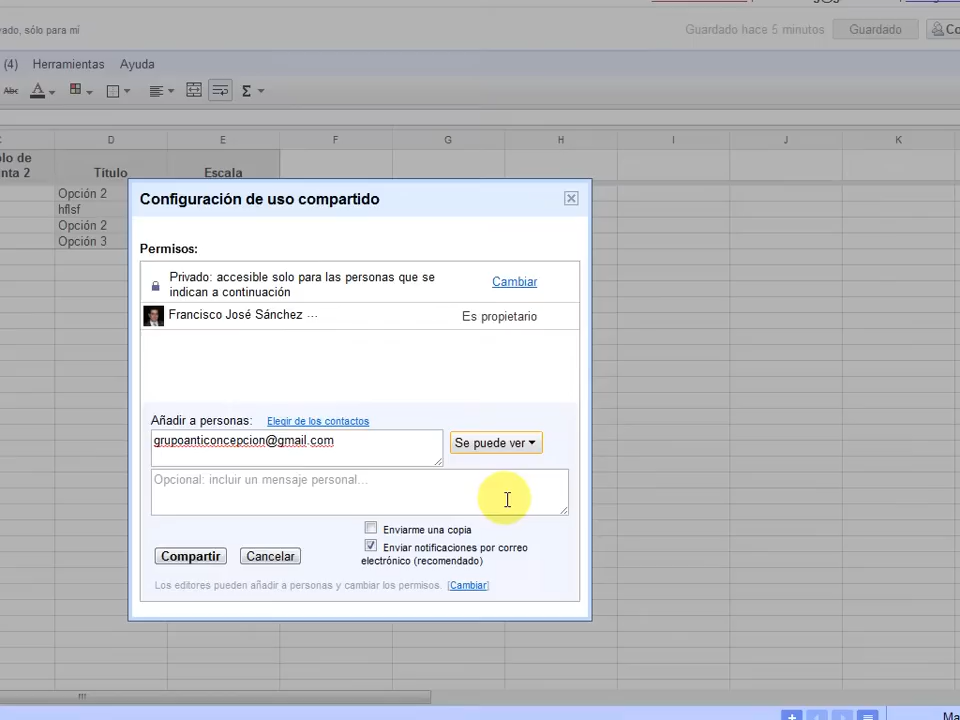 vado, sólo para mí
Guardado hace 5 minutos
Guardado
Co
(4) Herramientas Ayuda
Abc A Σ
D E F G H I J K
olo de
nta 2 Título Escala
Opción 2
hflsf
Opción 2
Opción 3
Configuración de uso compartido
Permisos:
Privado: accesible solo para las personas que se
indican a continuación
Cambiar
Francisco José Sánchez ...
Es propietario
Añadir a personas: Elegir de los contactos
grupoanticoncepcion@gmail.com
Se puede ver
Opcional: incluir un mensaje personal...
Enviarme una copia
Enviar notificaciones por correo
electrónico (recomendado)
Compartir Cancelar
Los editores pueden añadir a personas y cambiar los permisos. [Cambiar]
Ma